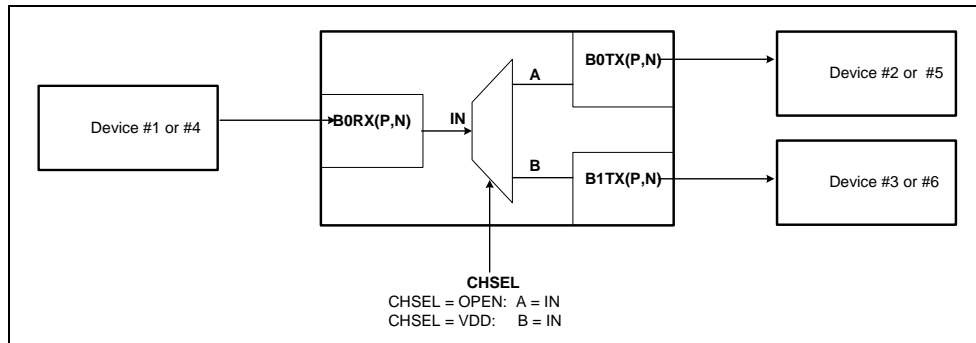 B0TX(P,N)
Device #2 or #5
A
Device #1 or #4
B0RX(P,N)
IN
B
B1TX(P,N)
Device #3 or #6
CHSEL
CHSEL = OPEN: A = IN
CHSEL = VDD: B = IN